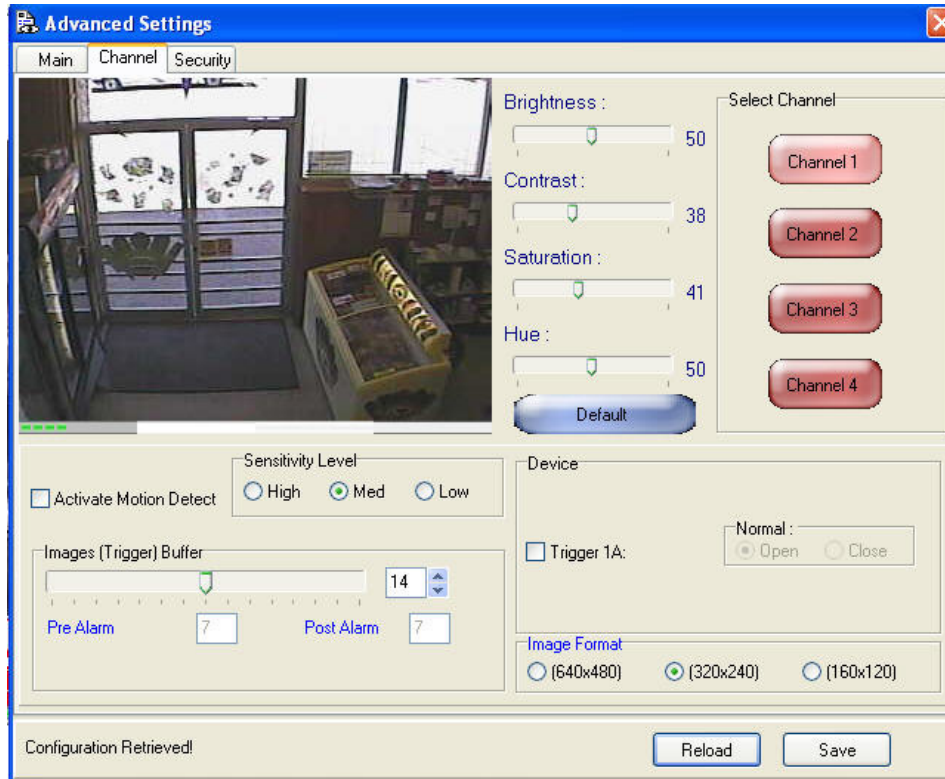 Advanced Settings
Main Channel Security
Brightness :
50
Contrast :
38
Saturation :
41
Hue :
50
Default
Select Channel
Channel 1
Channel 2
Channel 3
Channel 4
Activate Motion Detect
Sensitivity Level
High Med Low
Images (Trigger) Buffer
14
Pre Alarm 7 Post Alarm 7
Device
Trigger 1A:
Normal :
Open Close
Image Format
(640x480) (320x240) (160x120)
Configuration Retrieved!
Reload Save